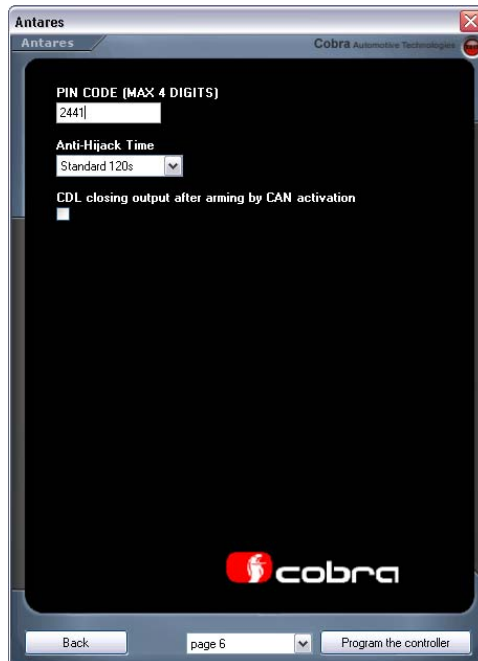 Antares
Antares
Cobra Automotive Technologies
PIN CODE (MAX 4 DIGITS)
2441
Anti-Hijack Time
Standard 120s
CDL closing output after arming by CAN activation
cobra
Back
page 6
Program the controller